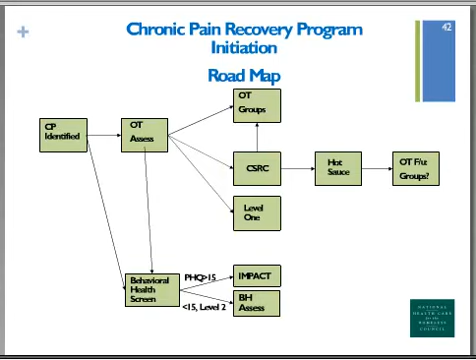 +
Chronic Pain Recovery Program
Initiation
42
Road Map
OT
Groups
CP
Identified
OT
Assess
CSRC
Hot
Sauce
OT F/u:
Groups?
Level
One
Behavioral
Health
Screen
PHQ>15
IMPACT
<15, Level 2
BH
Assess
NATIONAL
HEALTH CARE
for the
HOMELESS
COUNCIL